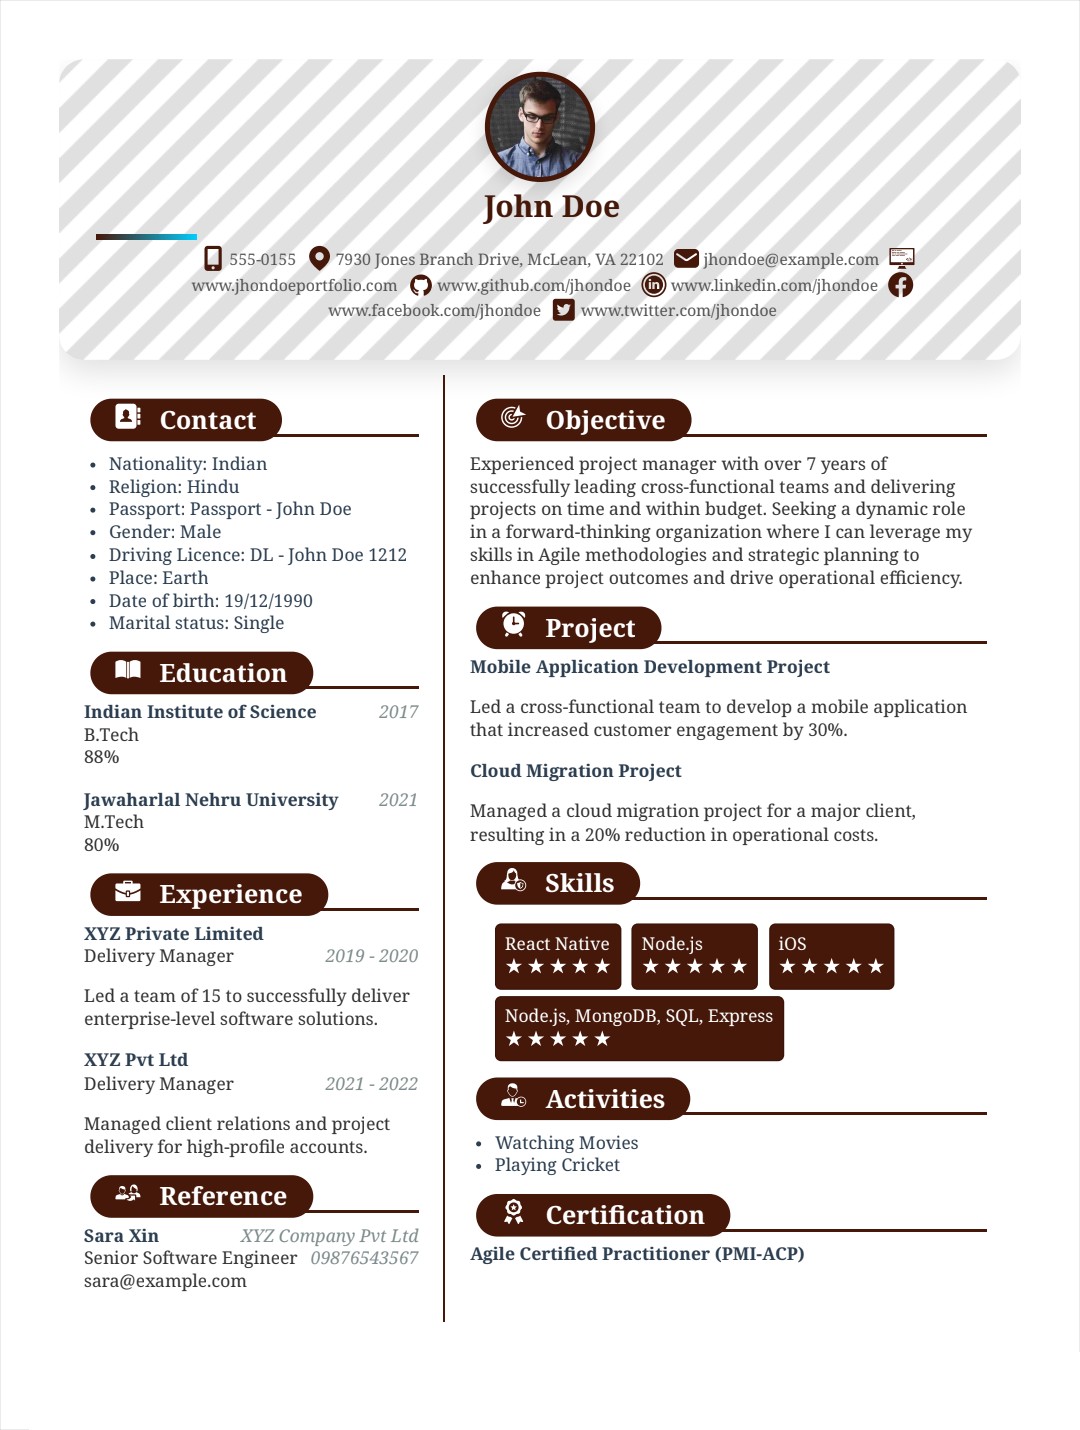 John Doe
555-0155 7930 Jones Branch Drive, McLean, VA 22102 jhondoe@example.com
www.jhondoeportfolio.com www.github.com/jhondoe www.linkedin.com/jhondoe
www.facebook.com/jhondoe www.twitter.com/jhondoe
Contact
• Nationality: Indian
• Religion: Hindu
• Passport: Passport - John Doe
• Gender: Male
• Driving Licence: DL - John Doe 1212
• Place: Earth
• Date of birth: 19/12/1990
• Marital status: Single
Education
Indian Institute of Science 2017
B.Tech
88%
Jawaharlal Nehru University 2021
M.Tech
80%
Experience
XYZ Private Limited
Delivery Manager 2019 - 2020
Led a team of 15 to successfully deliver
enterprise-level software solutions.
XYZ Pvt Ltd
Delivery Manager 2021 - 2022
Managed client relations and project
delivery for high-profile accounts.
Reference
Sara Xin XYZ Company Pvt Ltd
Senior Software Engineer 09876543567
sara@example.com
Objective
Experienced project manager with over 7 years of
successfully leading cross-functional teams and delivering
projects on time and within budget. Seeking a dynamic role
in a forward-thinking organization where I can leverage my
skills in Agile methodologies and strategic planning to
enhance project outcomes and drive operational efficiency.
Project
Mobile Application Development Project
Led a cross-functional team to develop a mobile application
that increased customer engagement by 30%.
Cloud Migration Project
Managed a cloud migration project for a major client,
resulting in a 20% reduction in operational costs.
Skills
React Native Node.js iOS
★★★★★ ★★★★★ ★★★★★
Node.js, MongoDB, SQL, Express
★★★★★
Activities
• Watching Movies
• Playing Cricket
Certification
Agile Certified Practitioner (PMI-ACP)